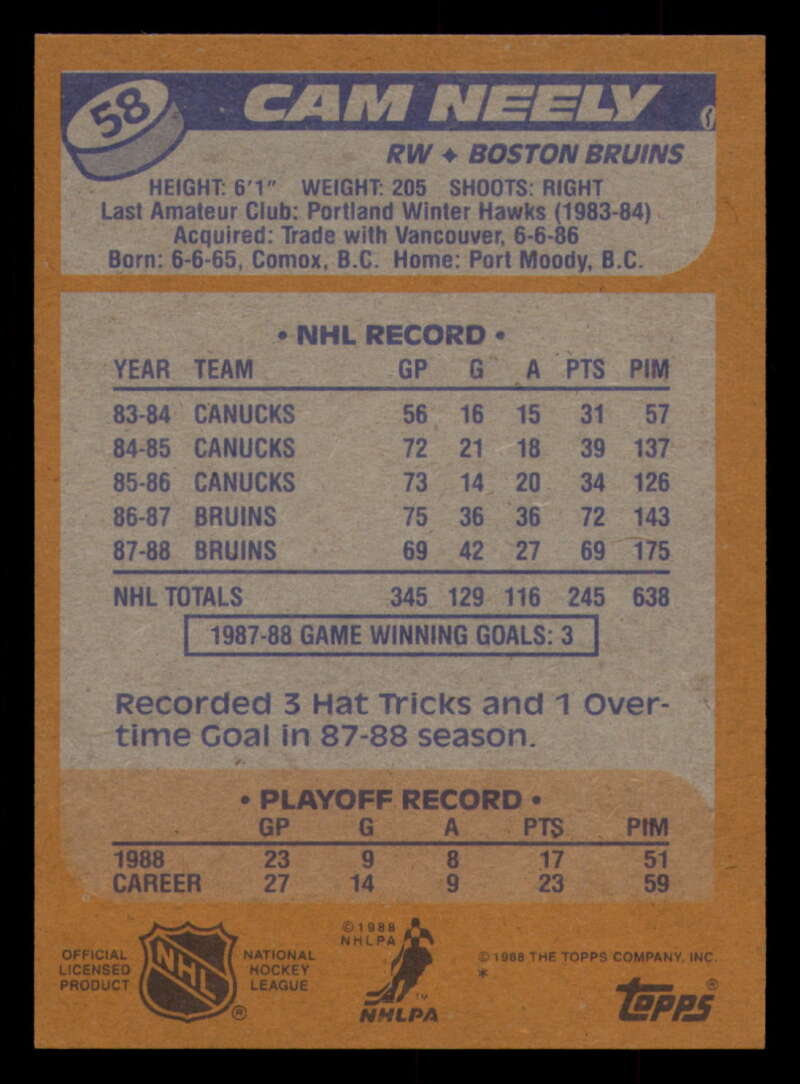 58
CAM NEELY
RW ✦ BOSTON BRUINS
HEIGHT: 6'1" WEIGHT: 205 SHOOTS: RIGHT
Last Amateur Club: Portland Winter Hawks (1983-84)
Acquired: Trade with Vancouver, 6-6-86
Born: 6-6-65, Comox, B.C. Home: Port Moody, B.C.
• NHL RECORD •
YEAR TEAM GP G A PTS PIM
83-84 CANUCKS 56 16 15 31 57
84-85 CANUCKS 72 21 18 39 137
85-86 CANUCKS 73 14 20 34 126
86-87 BRUINS 75 36 36 72 143
87-88 BRUINS 69 42 27 69 175
NHL TOTALS 345 129 116 245 638
1987-88 GAME WINNING GOALS: 3
Recorded 3 Hat Tricks and 1 Over-
time Goal in 87-88 season.
• PLAYOFF RECORD •
GP G A PTS PIM
1988 23 9 8 17 51
CAREER 27 14 9 23 59
OFFICIAL
LICENSED
PRODUCT
NHL
®
NATIONAL
HOCKEY
LEAGUE
©1988
NHLPA
TM
NHLPA
©1988 THE TOPPS COMPANY, INC.
*
topps®